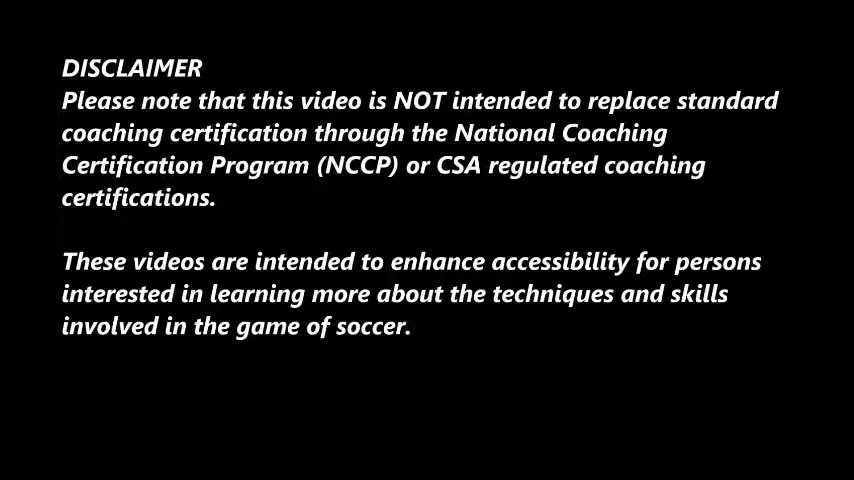 DISCLAIMER
Please note that this video is NOT intended to replace standard
coaching certification through the National Coaching
Certification Program (NCCP) or CSA regulated coaching
certifications.
These videos are intended to enhance accessibility for persons
interested in learning more about the techniques and skills
involved in the game of soccer.